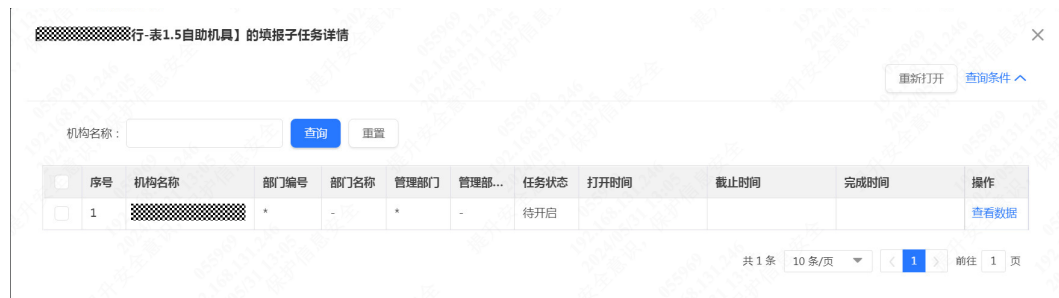 行-表1.5自助机具】的填报子任务详情
重新打开 查询条件
机构名称: 查询 重置
序号 机构名称 部门编号 部门名称 管理部门 管理部... 任务状态 打开时间 截止时间 完成时间 操作
1 * - * - 待开启 查看数据
共1条 10条/页 1 前往 1 页